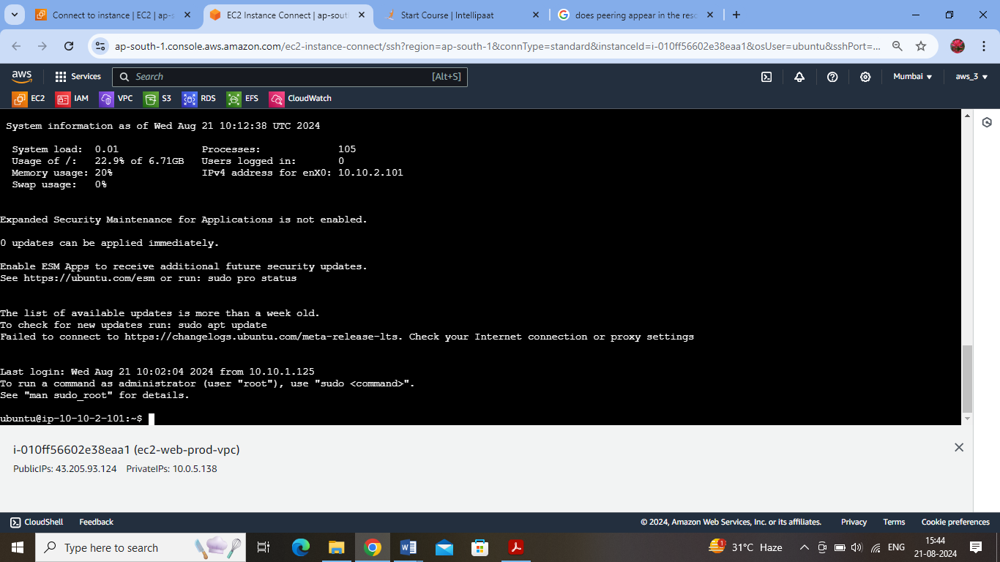 Connect to instance | EC2 | ap-s
EC2 Instance Connect | ap-sout
Start Course | Intellipaat
does peering appear in the reso
ap-south-1.console.aws.amazon.com/ec2-instance-connect/ssh?region=ap-south-1&connType=standard&instanceId=i-010ff56602e38eaa1&osUser=ubuntu&sshPort=...
aws
Services
Search
[Alt+S]
Mumbai
aws_3
EC2
IAM
VPC
S3
RDS
EFS
CloudWatch
System information as of Wed Aug 21 10:12:38 UTC 2024
System load: 0.01 Processes: 105
Usage of /: 22.9% of 6.71GB Users logged in: 0
Memory usage: 20% IPv4 address for enX0: 10.10.2.101
Swap usage: 0%
Expanded Security Maintenance for Applications is not enabled.
0 updates can be applied immediately.
Enable ESM Apps to receive additional future security updates.
See https://ubuntu.com/esm or run: sudo pro status
The list of available updates is more than a week old.
To check for new updates run: sudo apt update
Failed to connect to https://changelogs.ubuntu.com/meta-release-lts. Check your Internet connection or proxy settings
Last login: Wed Aug 21 10:02:04 2024 from 10.10.1.125
To run a command as administrator (user "root"), use "sudo <command>".
See "man sudo_root" for details.
ubuntu@ip-10-10-2-101:~$
i-010ff56602e38eaa1 (ec2-web-prod-vpc)
PublicIPs: 43.205.93.124 PrivateIPs: 10.0.5.138
CloudShell
Feedback
© 2024, Amazon Web Services, Inc. or its affiliates.
Privacy
Terms
Cookie preferences
Type here to search
31°C Haze
ENG
15:44
21-08-2024